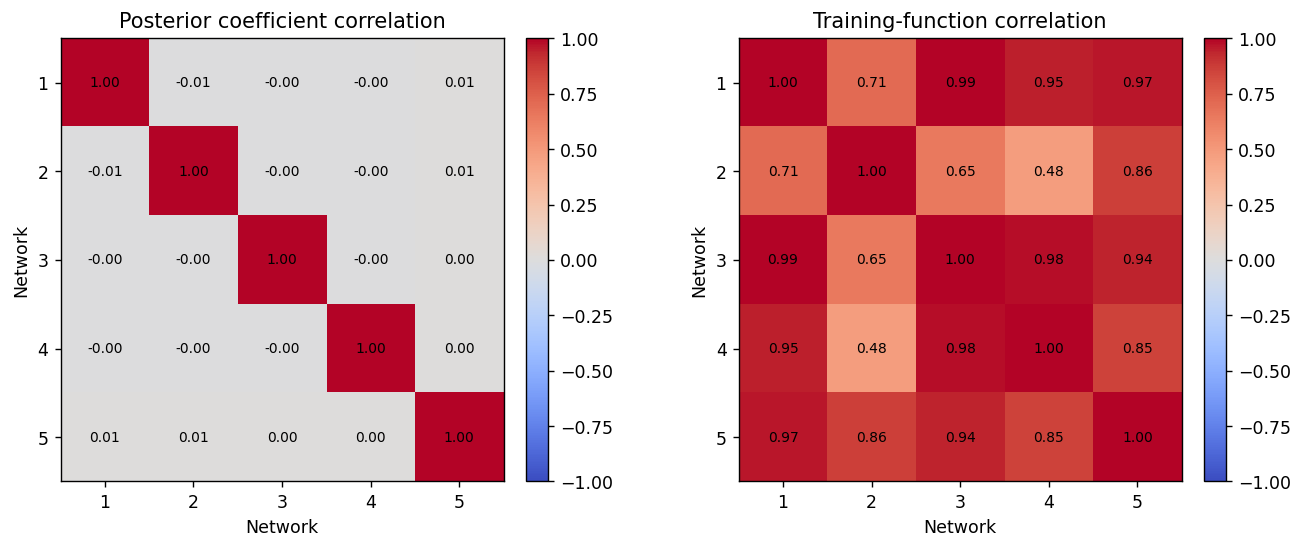 Posterior coefficient correlation
1 1.00 -0.01 -0.00 -0.00 0.01
2 -0.01 1.00 -0.00 -0.00 0.01
3 -0.00 -0.00 1.00 -0.00 0.00
4 -0.00 -0.00 -0.00 1.00 0.00
5 0.01 0.01 0.00 0.00 1.00
1 2 3 4 5
Network
Network
1.00
0.75
0.50
0.25
0.00
−0.25
−0.50
−0.75
−1.00
Training-function correlation
1 1.00 0.71 0.99 0.95 0.97
2 0.71 1.00 0.65 0.48 0.86
3 0.99 0.65 1.00 0.98 0.94
4 0.95 0.48 0.98 1.00 0.85
5 0.97 0.86 0.94 0.85 1.00
1 2 3 4 5
Network
Network
1.00
0.75
0.50
0.25
0.00
−0.25
−0.50
−0.75
−1.00